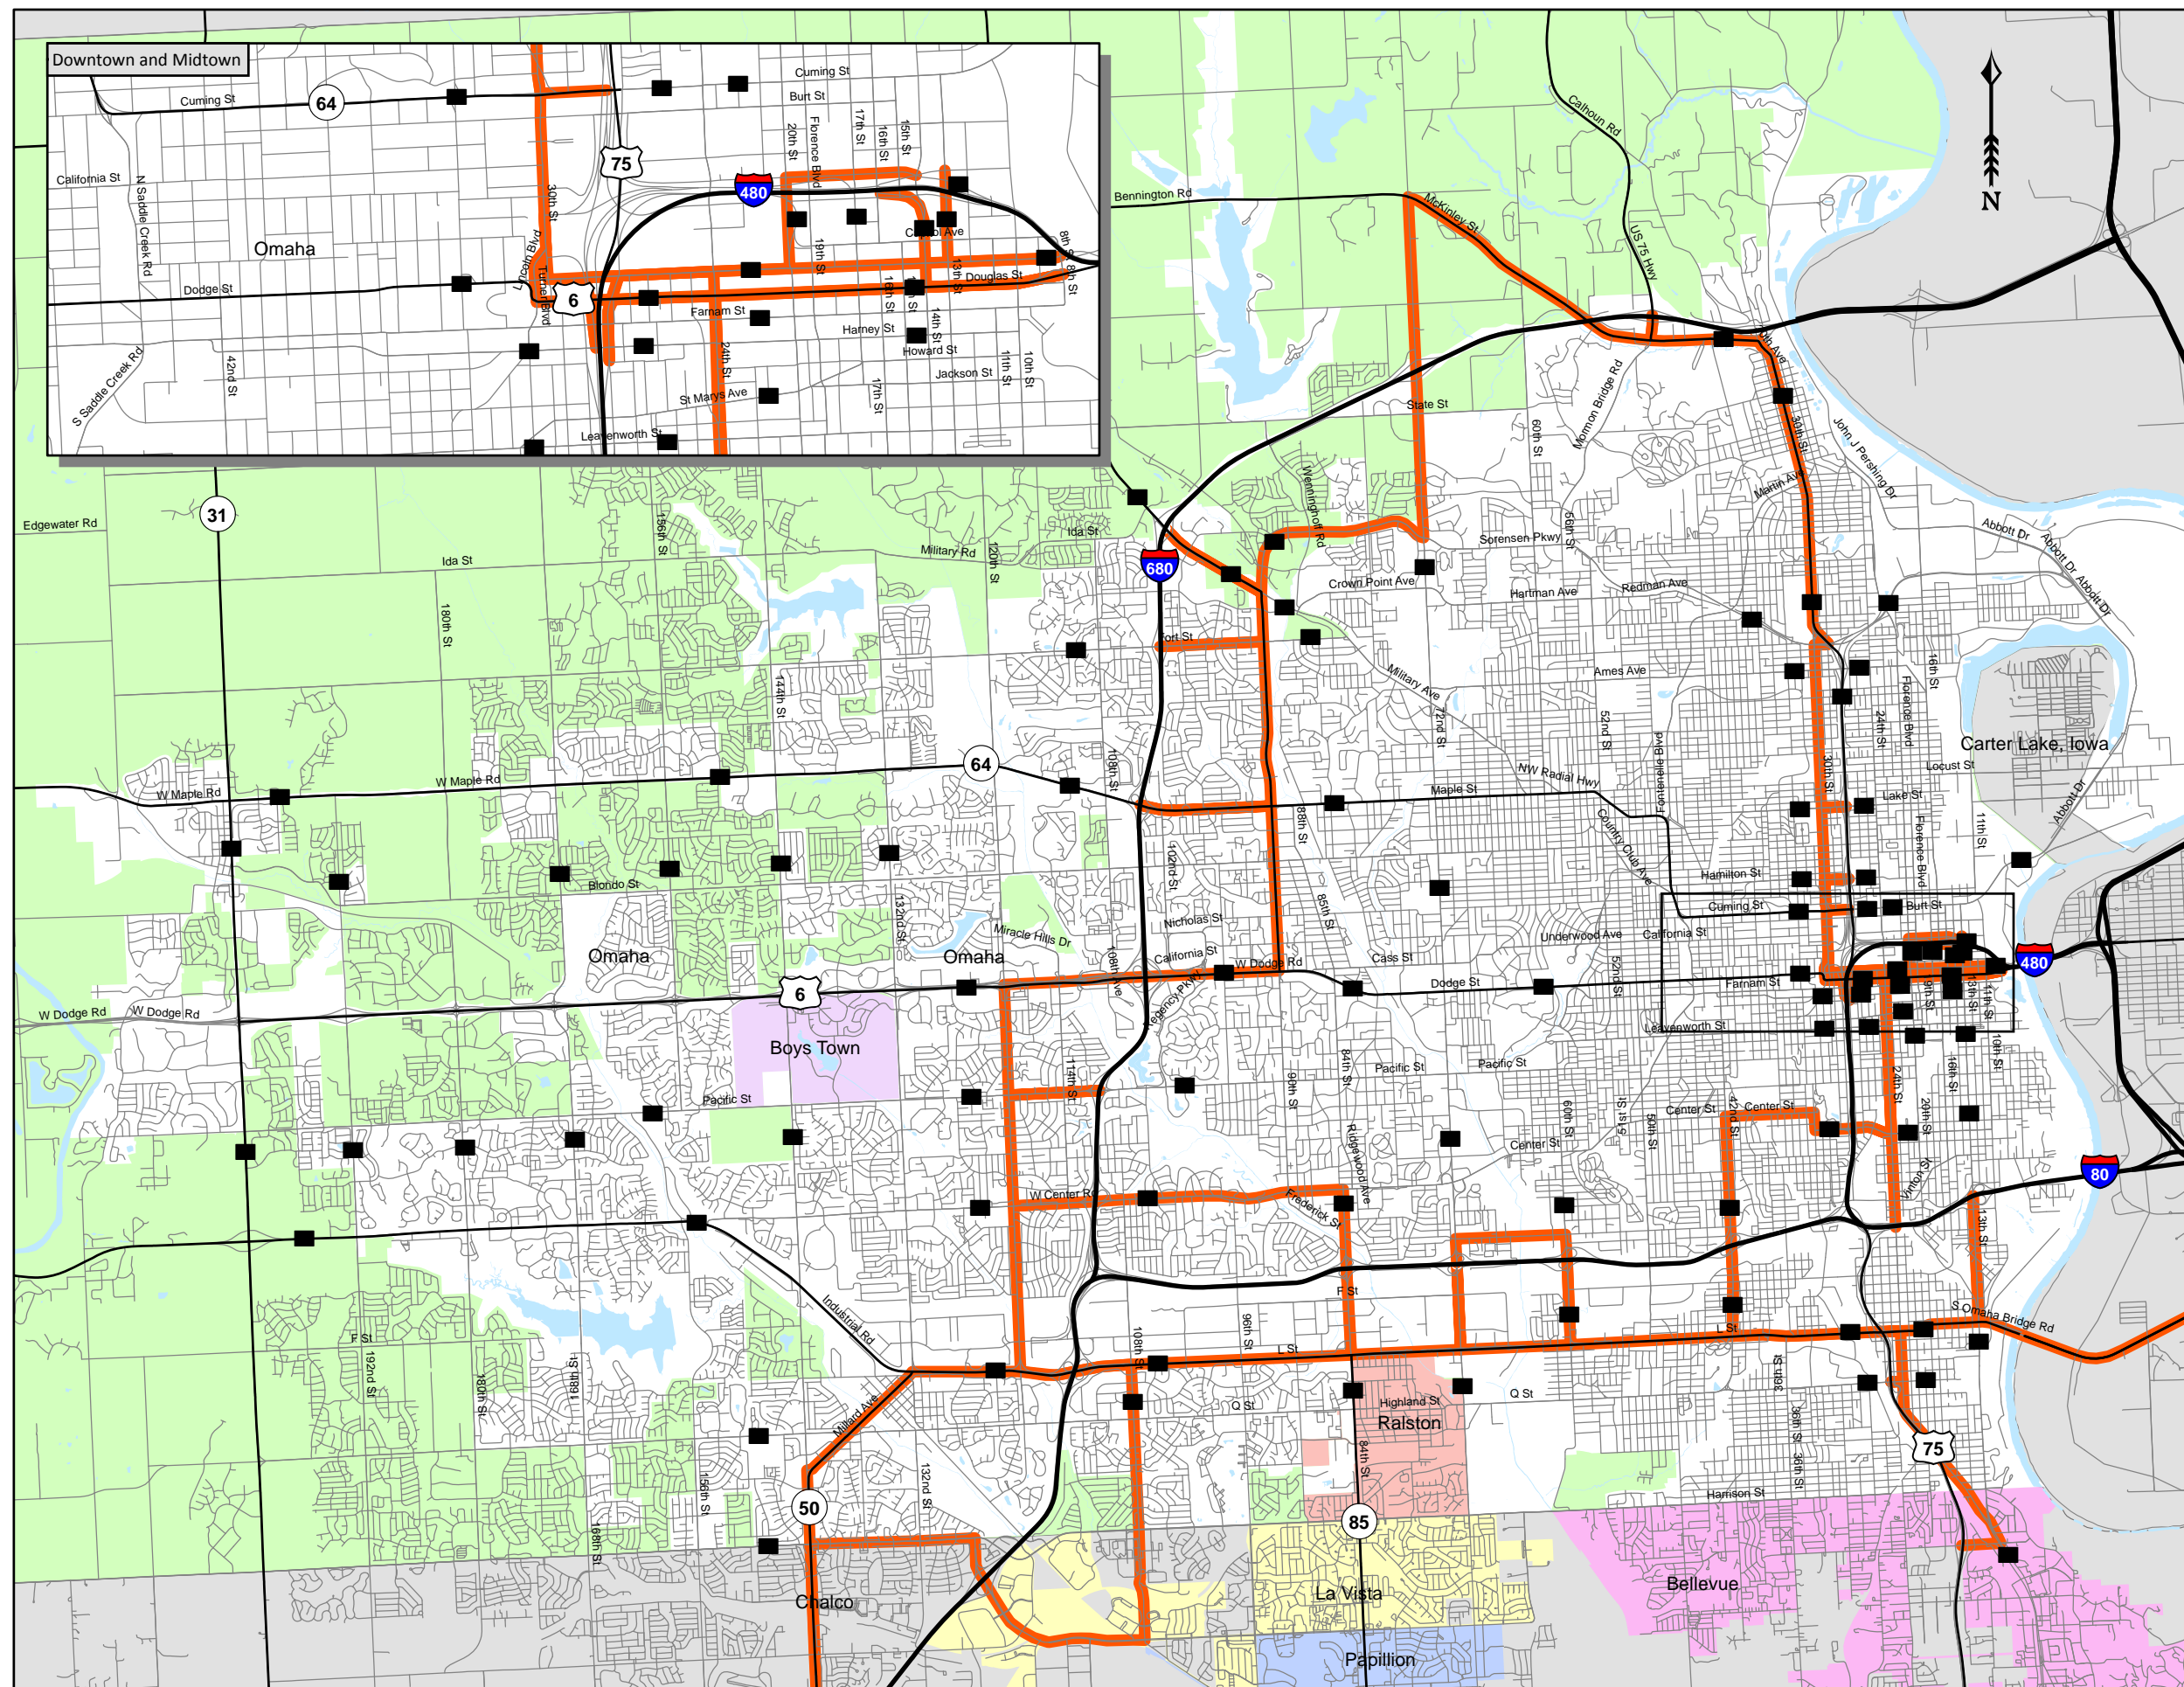 Downtown and Midtown
Cuming St
Cuming St
64
Burt St
75
20th St
Florence Blvd
17th St
16th St
15th St
California St
N Saddle Creek Rd
30th St
480
Omaha
Lincoln Blvd
Turner Blvd
19th St
8th St
8th St
Dodge St
6
Douglas St
13th St
16th St
14th St
Farnam St
Harney St
Howard St
S Saddle Creek Rd
42nd St
24th St
11th St
10th St
Jackson St
17th St
St Marys Ave
Leavenworth St
Calhoun Rd
N
Bennington Rd
McKinley St
US 75 Hwy
State St
60th St
Mormon Bridge Rd
30th St
John J Pershing Dr
Martin Ave
31
Edgewater Rd
156th St
Ida St
Ida St
Military Rd
120th St
680
Wenninghoff Rd
56th St
Sorensen Pkwy
Abbott Dr
Abbott Dr
Abbott Dr
Crown Point Ave
Hartman Ave
Redman Ave
180th St
Fort St
Military Ave
Ames Ave
16th St
144th St
72nd St
52nd St
Fontenelle Blvd
24th St
Florence Blvd
Carter Lake, Iowa
64
108th St
NW Radial Hwy
Locust St
W Maple Rd
W Maple Rd
Maple St
30th St
Lake St
Abbott Dr
88th St
Country Club Ave
Florence Blvd
11th St
102nd St
Blondo St
Hamilton St
132nd St
85th St
Cuming St
Burt St
Nicholas St
Miracle Hills Dr
Underwood Ave
California St
California St
Omaha
Omaha
108th Ave
W Dodge Rd
Cass St
52nd St
480
6
Dodge St
Farnam St
13th St
11th St
W Dodge Rd
W Dodge Rd
Regency Pkwy
Leavenworth St
Boys Town
114th St
84th St
Pacific St
Pacific St
10th St
16th St
Pacific St
90th St
24th St
20th St
60th St
51st St
50th St
Center St
42nd St
Center St
Ridgewood Ave
Center St
80
W Center Rd
Frederick St
Vinton St
13th St
Industrial Rd
F St
F St
S Omaha Bridge Rd
96th St
108th St
L St
L St
192nd St
180th St
168th St
36th St
Millard Ave
Q St
Q St
Highland St
Ralston
36th St
36th St
75
156th St
132nd St
84th St
50
Harrison St
85
168th St
Chalco
La Vista
Bellevue
Papillion